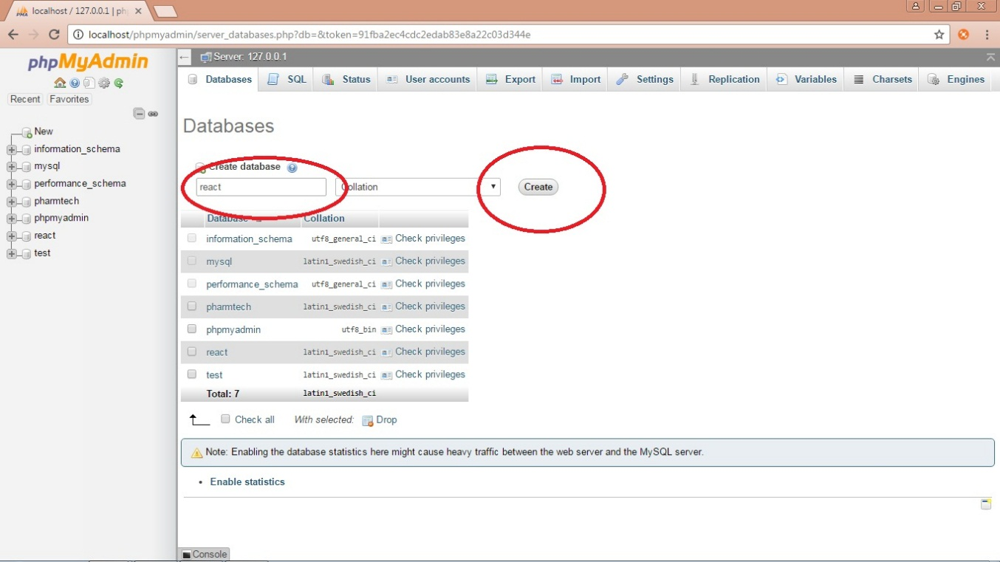 localhost / 127.0.0.1 | ph
localhost/phpmyadmin/server_databases.php?db=&token=91fba2ec4cdc2edab83e8a22c03d344e
phpMyAdmin
Recent Favorites
New
information_schema
mysql
performance_schema
pharmtech
phpmyadmin
react
test
Server: 127.0.0.1
Databases SQL Status User accounts Export Import Settings Replication Variables Charsets Engines
Databases
Create database
react Collation Create
Database Collation
information_schema utf8_general_ci Check privileges
mysql latin1_swedish_ci Check privileges
performance_schema utf8_general_ci Check privileges
pharmtech latin1_swedish_ci Check privileges
phpmyadmin utf8_bin Check privileges
react latin1_swedish_ci Check privileges
test latin1_swedish_ci Check privileges
Total: 7 latin1_swedish_ci
Check all With selected: Drop
Note: Enabling the database statistics here might cause heavy traffic between the web server and the MySQL server.
• Enable statistics
Console